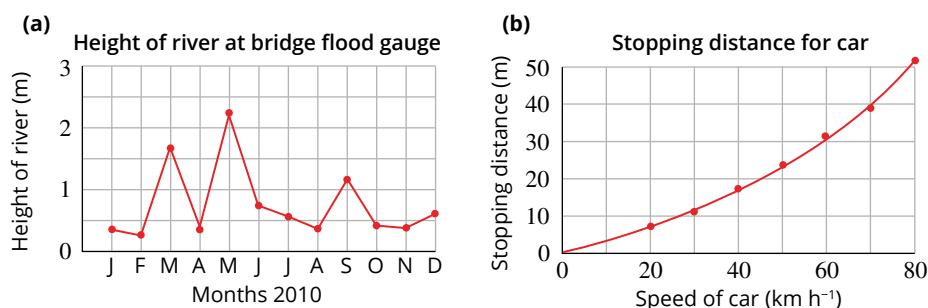 (a)
Height of river at bridge flood gauge
Height of river (m)
3
2
1
0
J F M A M J J A S O N D
Months 2010
(b)
Stopping distance for car
Stopping distance (m)
50
40
30
20
10
0
0 20 40 60 80
Speed of car (km h⁻¹)